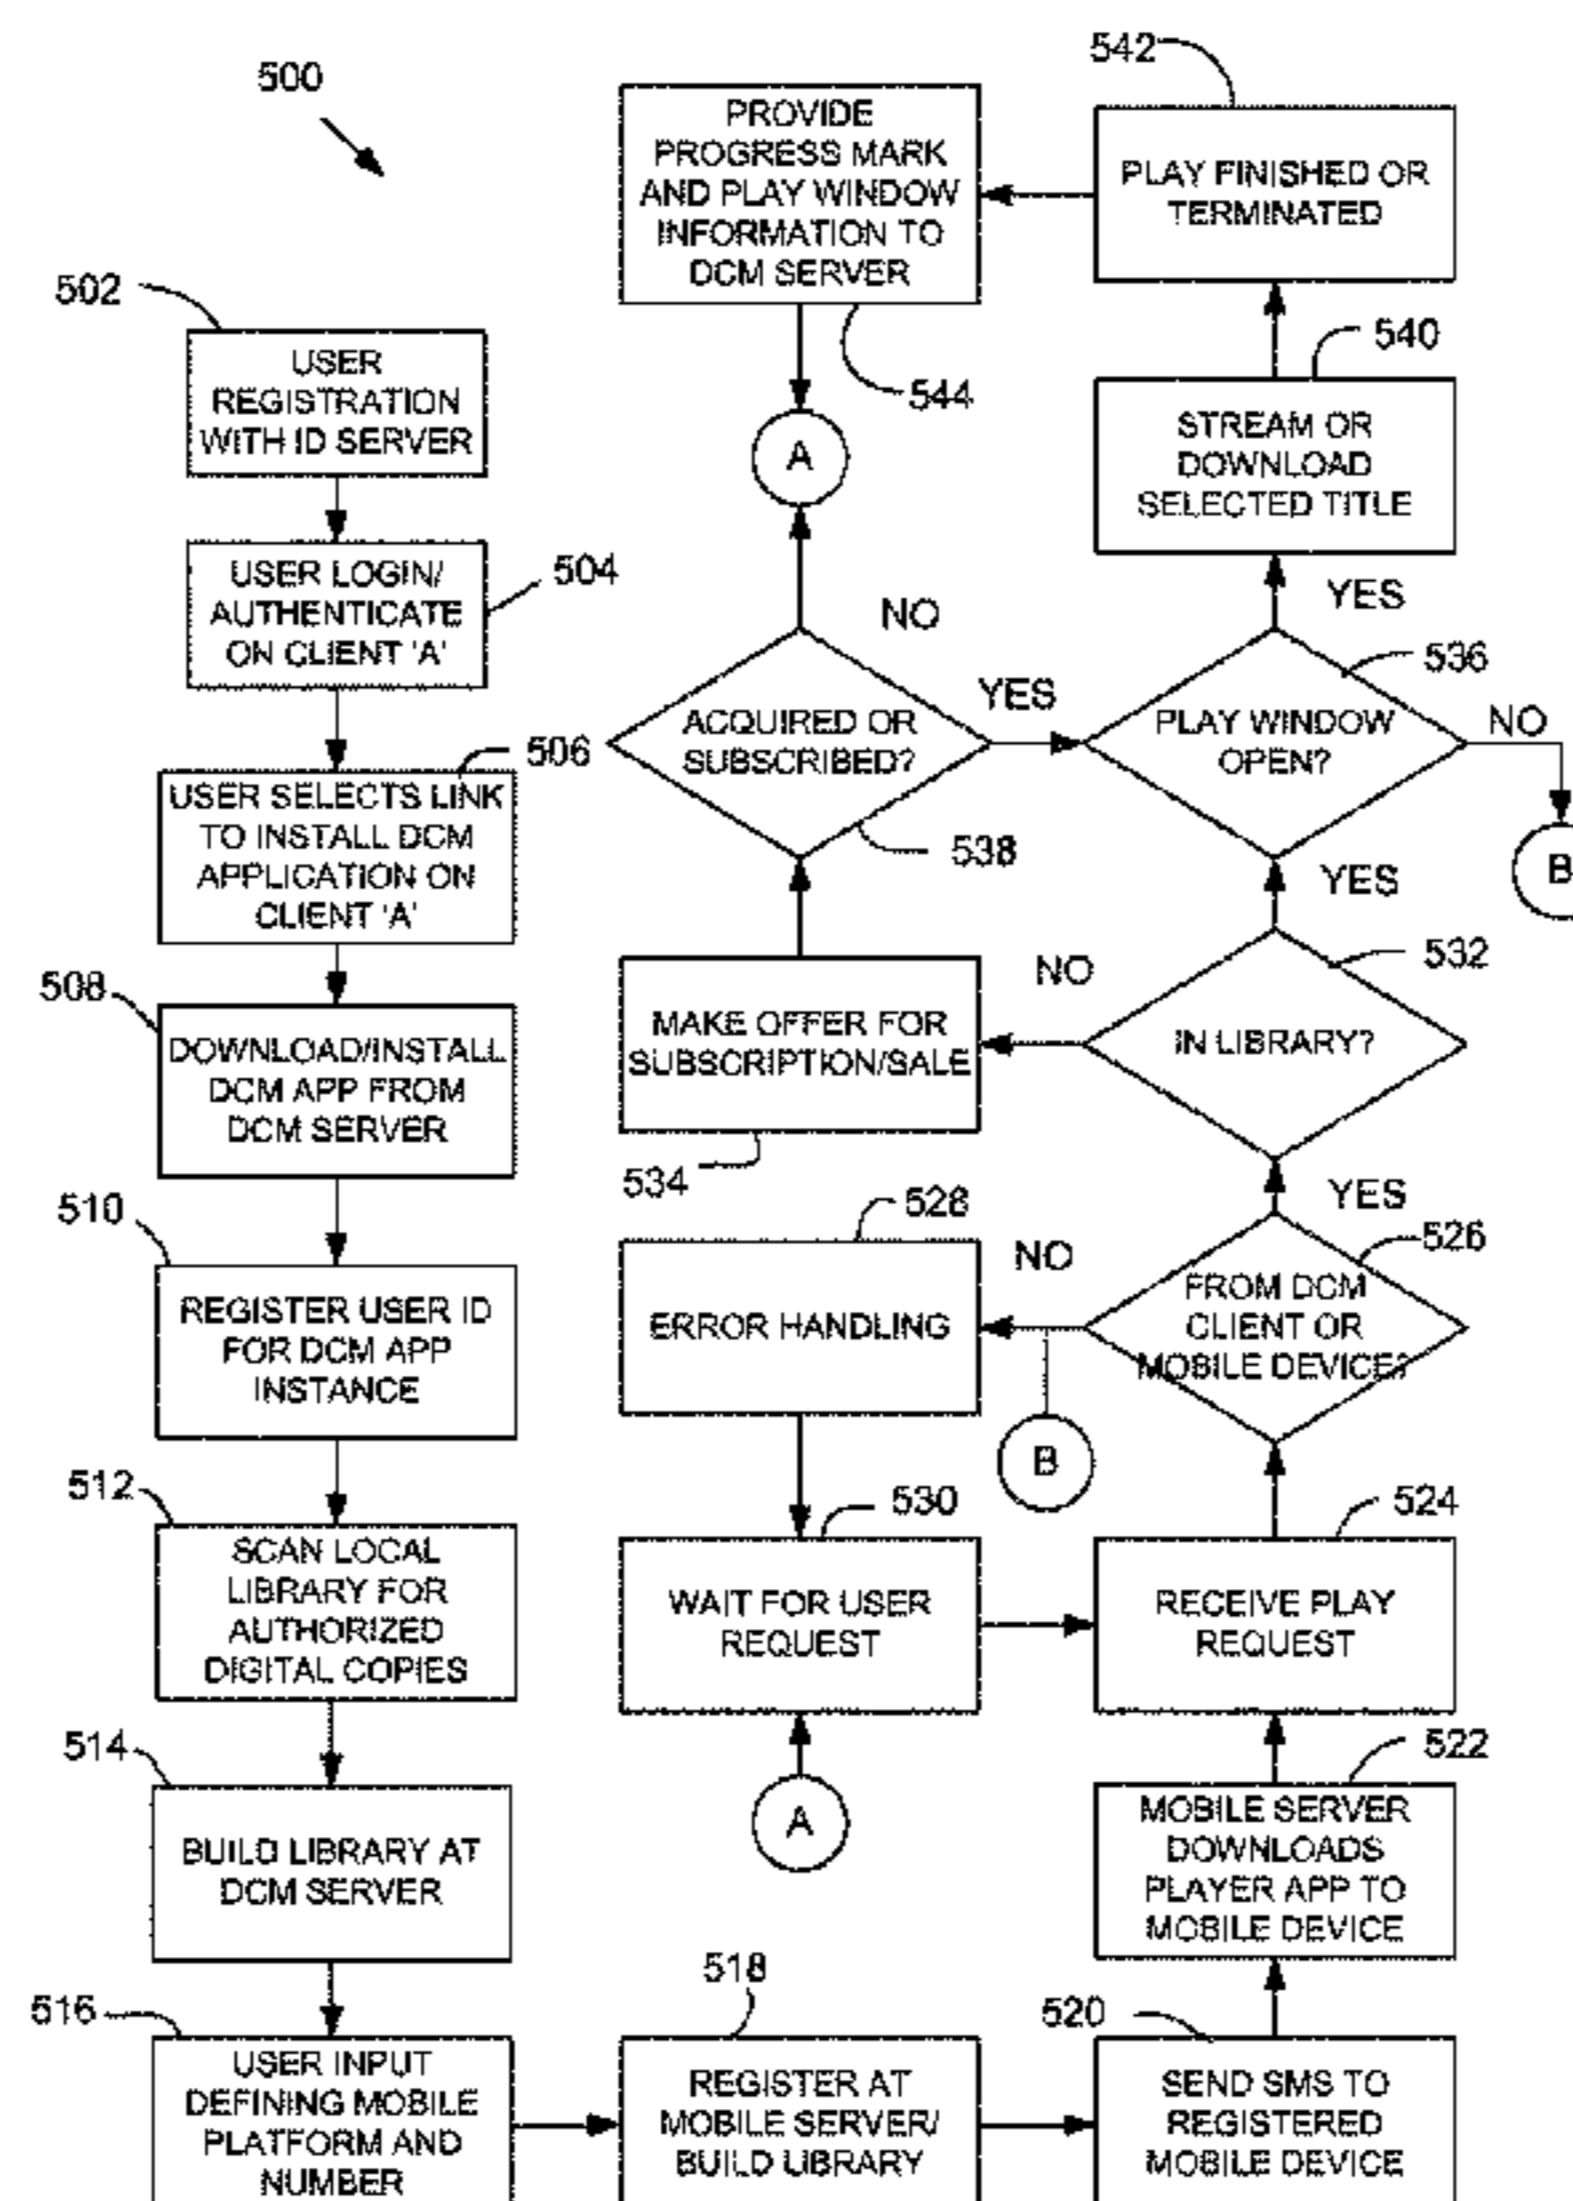 500
502
USER
REGISTRATION
WITH ID SERVER
504
USER LOGIN/
AUTHENTICATE
ON CLIENT 'A'
506
USER SELECTS LINK
TO INSTALL DCM
APPLICATION ON
CLIENT 'A'
508
DOWNLOAD/INSTALL
DCM APP FROM
DCM SERVER
510
REGISTER USER ID
FOR DCM APP
INSTANCE
512
SCAN LOCAL
LIBRARY FOR
AUTHORIZED
DIGITAL COPIES
514
BUILD LIBRARY AT
DCM SERVER
516
USER INPUT
DEFINING MOBILE
PLATFORM AND
NUMBER
518
REGISTER AT
MOBILE SERVER/
BUILD LIBRARY
520
SEND SMS TO
REGISTERED
MOBILE DEVICE
522
MOBILE SERVER
DOWNLOADS
PLAYER APP TO
MOBILE DEVICE
524
RECEIVE PLAY
REQUEST
526
FROM DCM
CLIENT OR
MOBILE DEVICE?
NO
YES
528
ERROR HANDLING
B
530
WAIT FOR USER
REQUEST
A
532
IN LIBRARY?
NO
YES
534
MAKE OFFER FOR
SUBSCRIPTION/SALE
536
PLAY WINDOW
OPEN?
NO
B
YES
538
ACQUIRED OR
SUBSCRIBED?
YES
NO
A
540
STREAM OR
DOWNLOAD
SELECTED TITLE
542
PLAY FINISHED OR
TERMINATED
544
PROVIDE
PROGRESS MARK
AND PLAY WINDOW
INFORMATION TO
DCM SERVER